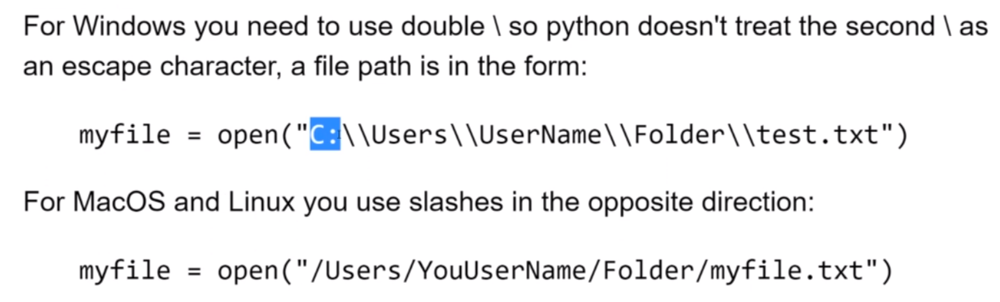 For Windows you need to use double \ so python doesn't treat the second \ as
an escape character, a file path is in the form:
myfile = open("C:\\Users\\UserName\\Folder\\test.txt")
For MacOS and Linux you use slashes in the opposite direction:
myfile = open("/Users/YouUserName/Folder/myfile.txt")